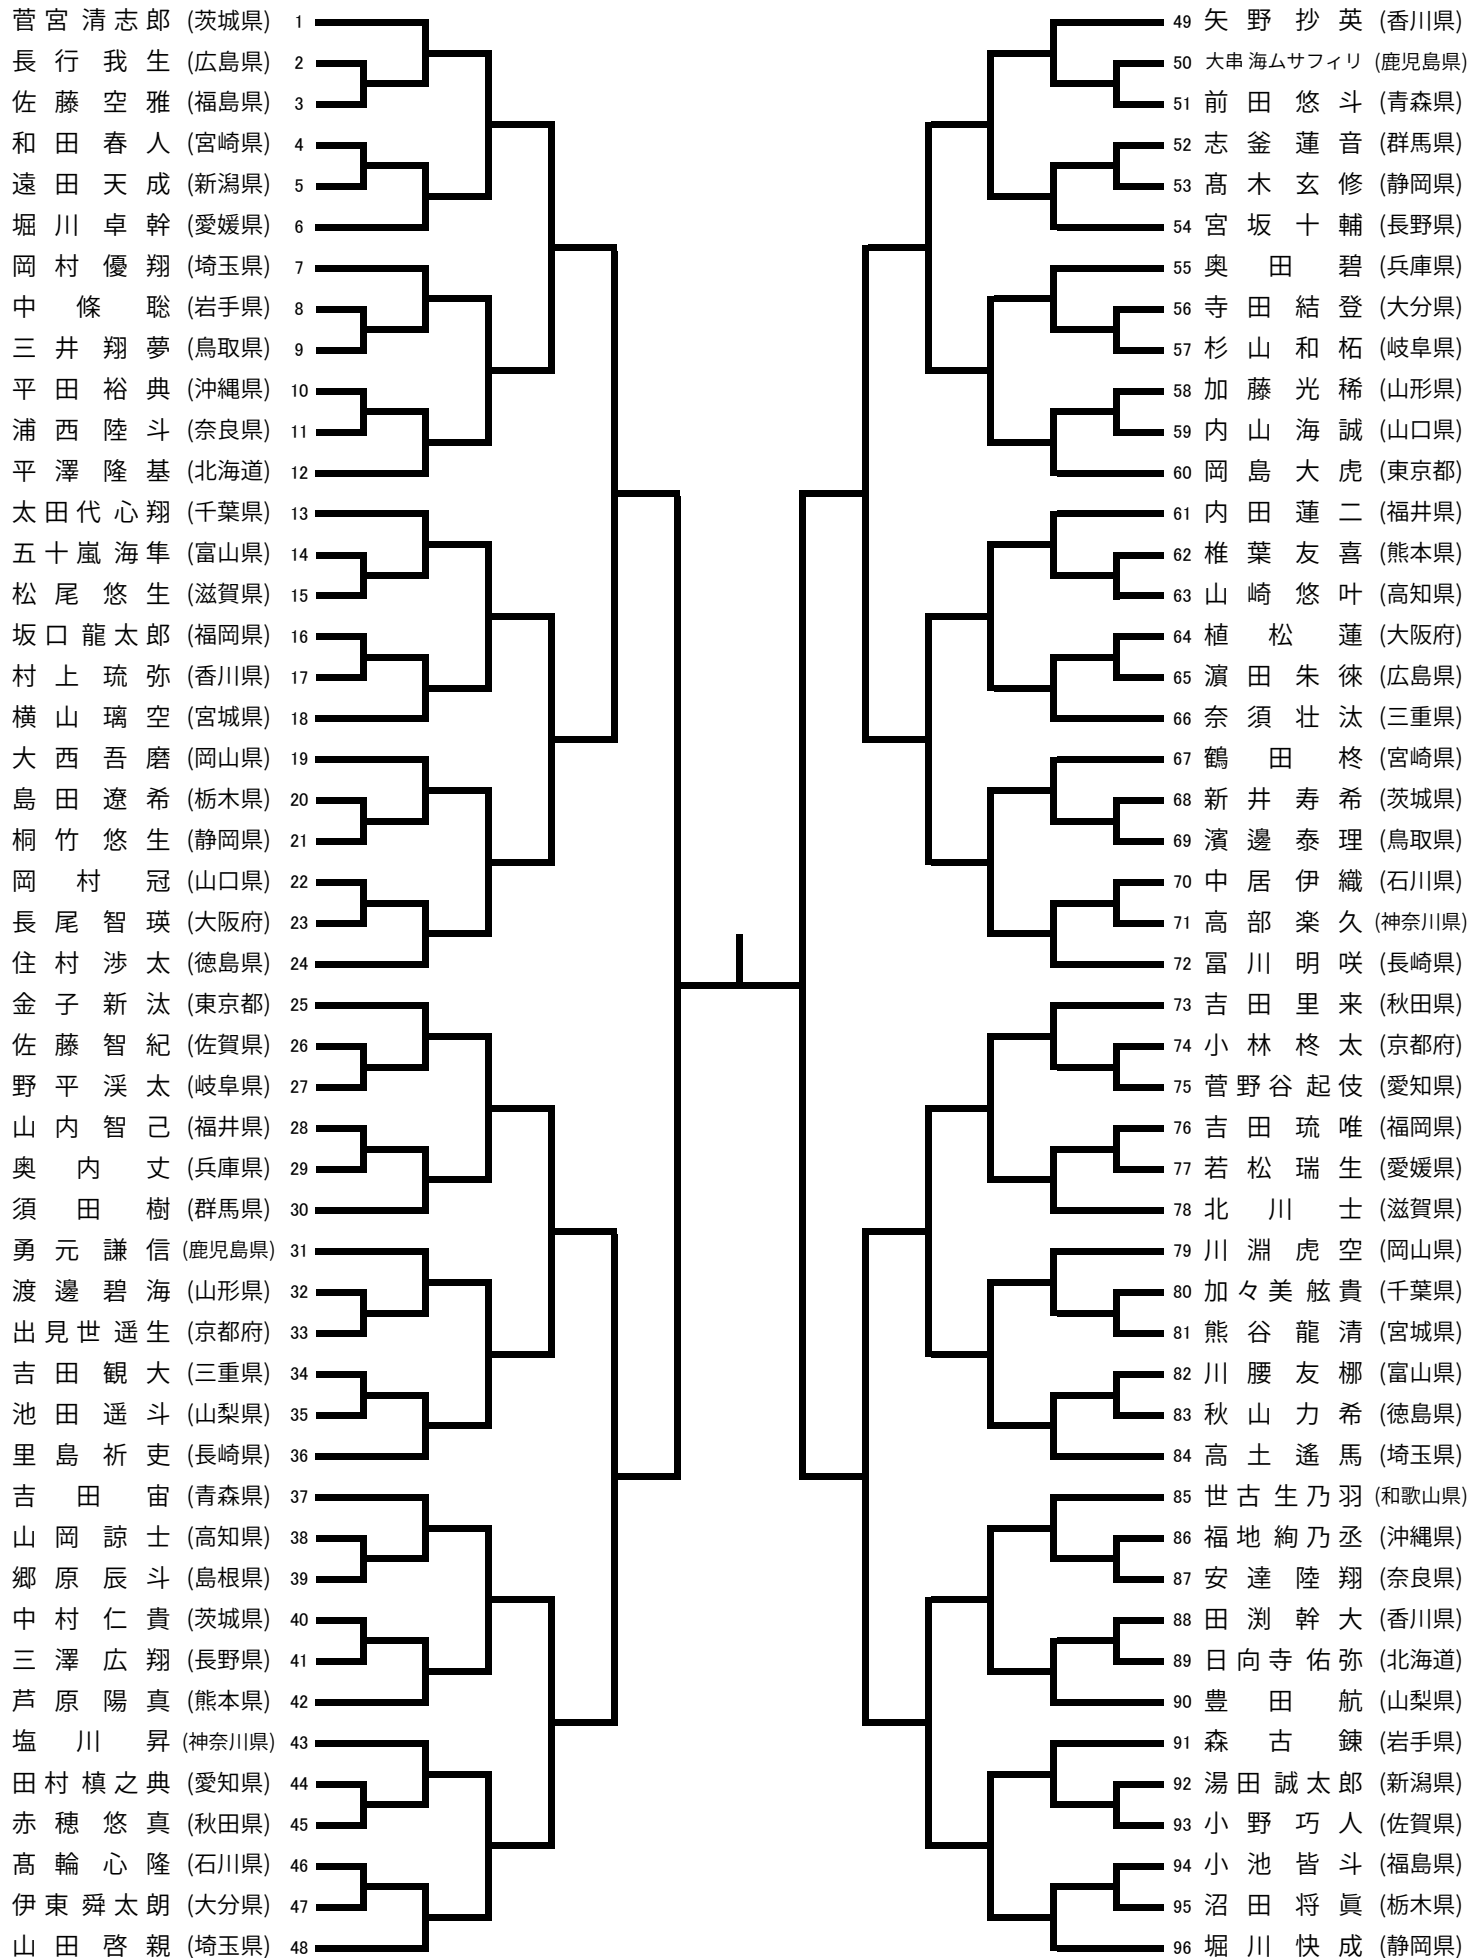 菅宮清志郎 (茨城県) 1
長行我生 (広島県) 2
佐藤空雅 (福島県) 3
和田春人 (宮崎県) 4
遠田天成 (新潟県) 5
堀川卓幹 (愛媛県) 6
岡村優翔 (埼玉県) 7
中條聡 (岩手県) 8
三井翔夢 (鳥取県) 9
平田裕典 (沖縄県) 10
浦西陸斗 (奈良県) 11
平澤隆基 (北海道) 12
太田代心翔 (千葉県) 13
五十嵐海隼 (富山県) 14
松尾悠生 (滋賀県) 15
坂口龍太郎 (福岡県) 16
村上琉弥 (香川県) 17
横山璃空 (宮城県) 18
大西吾磨 (岡山県) 19
島田遼希 (栃木県) 20
桐竹悠生 (静岡県) 21
岡村冠 (山口県) 22
長尾智瑛 (大阪府) 23
住村渉太 (徳島県) 24
金子新汰 (東京都) 25
佐藤智紀 (佐賀県) 26
野平渓太 (岐阜県) 27
山内智己 (福井県) 28
奥内丈 (兵庫県) 29
須田樹 (群馬県) 30
勇元謙信 (鹿児島県) 31
渡邊碧海 (山形県) 32
出見世遥生 (京都府) 33
吉田観大 (三重県) 34
池田遥斗 (山梨県) 35
里島祈吏 (長崎県) 36
吉田宙 (青森県) 37
山岡諒士 (高知県) 38
郷原辰斗 (島根県) 39
中村仁貴 (茨城県) 40
三澤広翔 (長野県) 41
芦原陽真 (熊本県) 42
塩川昇 (神奈川県) 43
田村槙之典 (愛知県) 44
赤穂悠真 (秋田県) 45
髙輪心隆 (石川県) 46
伊東舜太朗 (大分県) 47
山田啓親 (埼玉県) 48
49 矢野抄英 (香川県)
50 大串海ムサフィリ (鹿児島県)
51 前田悠斗 (青森県)
52 志釜蓮音 (群馬県)
53 髙木玄修 (静岡県)
54 宮坂十輔 (長野県)
55 奥田碧 (兵庫県)
56 寺田結登 (大分県)
57 杉山和柘 (岐阜県)
58 加藤光稀 (山形県)
59 内山海誠 (山口県)
60 岡島大虎 (東京都)
61 内田蓮二 (福井県)
62 椎葉友喜 (熊本県)
63 山崎悠叶 (高知県)
64 植松蓮 (大阪府)
65 濵田朱徠 (広島県)
66 奈須壮汰 (三重県)
67 鶴田柊 (宮崎県)
68 新井寿希 (茨城県)
69 濱邊泰理 (鳥取県)
70 中居伊織 (石川県)
71 高部楽久 (神奈川県)
72 冨川明咲 (長崎県)
73 吉田里来 (秋田県)
74 小林柊太 (京都府)
75 菅野谷起伎 (愛知県)
76 吉田琉唯 (福岡県)
77 若松瑞生 (愛媛県)
78 北川士 (滋賀県)
79 川淵虎空 (岡山県)
80 加々美舷貴 (千葉県)
81 熊谷龍清 (宮城県)
82 川腰友梛 (富山県)
83 秋山力希 (徳島県)
84 高土遙馬 (埼玉県)
85 世古生乃羽 (和歌山県)
86 福地絢乃丞 (沖縄県)
87 安達陸翔 (奈良県)
88 田渕幹大 (香川県)
89 日向寺佑弥 (北海道)
90 豊田航 (山梨県)
91 森古錬 (岩手県)
92 湯田誠太郎 (新潟県)
93 小野巧人 (佐賀県)
94 小池皆斗 (福島県)
95 沼田将眞 (栃木県)
96 堀川快成 (静岡県)